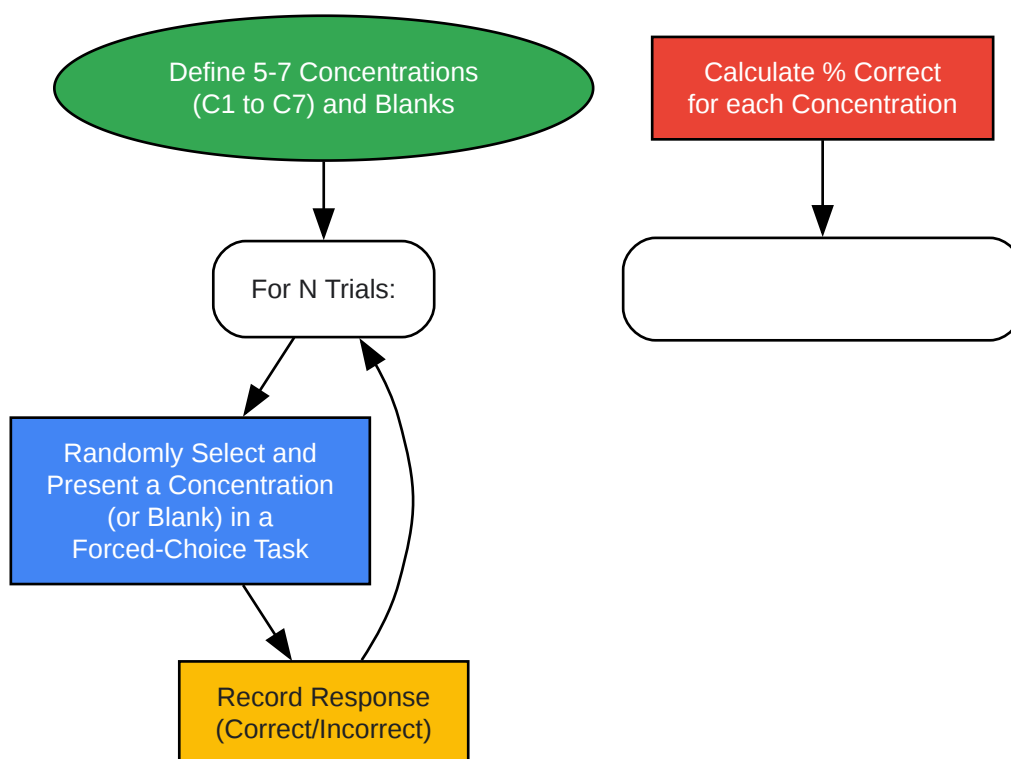 Define 5-7 Concentrations
(C1 to C7) and Blanks
For N Trials:
Randomly Select and
Present a Concentration
(or Blank) in a
Forced-Choice Task
Record Response
(Correct/Incorrect)
Calculate % Correct
for each Concentration